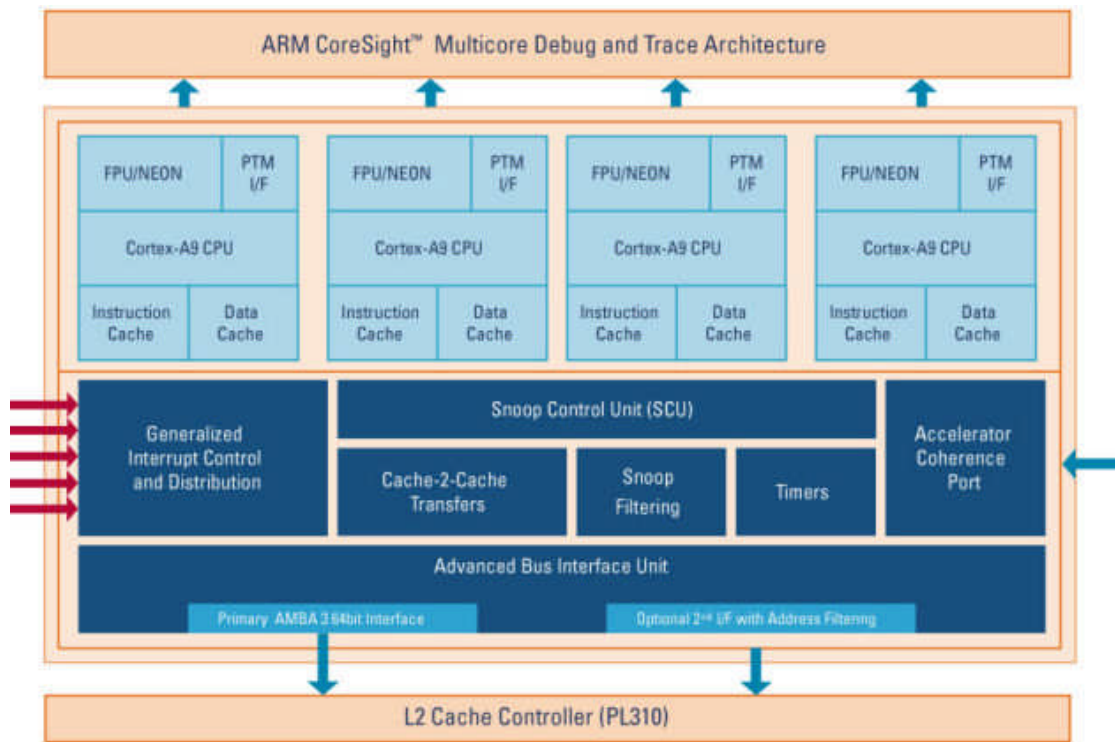 ARM CoreSight™ Multicore Debug and Trace Architecture
FPU/NEON
PTM
I/F
Cortex-A9 CPU
Instruction
Cache
Data
Cache
FPU/NEON
PTM
I/F
Cortex-A9 CPU
Instruction
Cache
Data
Cache
FPU/NEON
PTM
I/F
Cortex-A9 CPU
Instruction
Cache
Data
Cache
FPU/NEON
PTM
I/F
Cortex-A9 CPU
Instruction
Cache
Data
Cache
Generalized
Interrupt Control
and Distribution
Snoop Control Unit (SCU)
Cache-2-Cache
Transfers
Snoop
Filtering
Timers
Accelerator
Coherence
Port
Advanced Bus Interface Unit
Primary AMBA 3 64bit Interface
Optional 2ⁿᵈ I/F with Address Filtering
L2 Cache Controller (PL310)